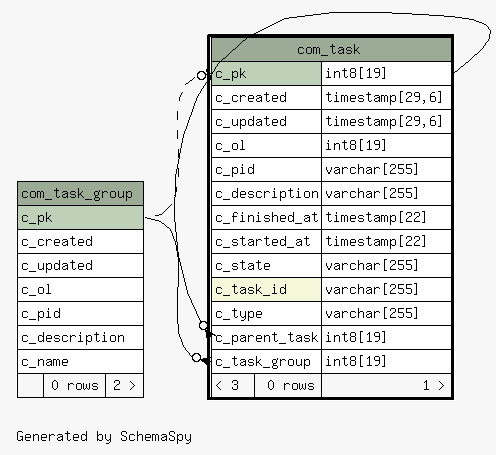 com_task
c_pk int8[19]
c_created timestamp[29,6]
c_updated timestamp[29,6]
c_ol int8[19]
c_pid varchar[255]
c_description varchar[255]
c_finished_at timestamp[22]
c_started_at timestamp[22]
c_state varchar[255]
c_task_id varchar[255]
c_type varchar[255]
c_parent_task int8[19]
c_task_group int8[19]
< 3 0 rows 1 >
com_task_group
c_pk
c_created
c_updated
c_ol
c_pid
c_description
c_name
0 rows 2 >
Generated by SchemaSpy